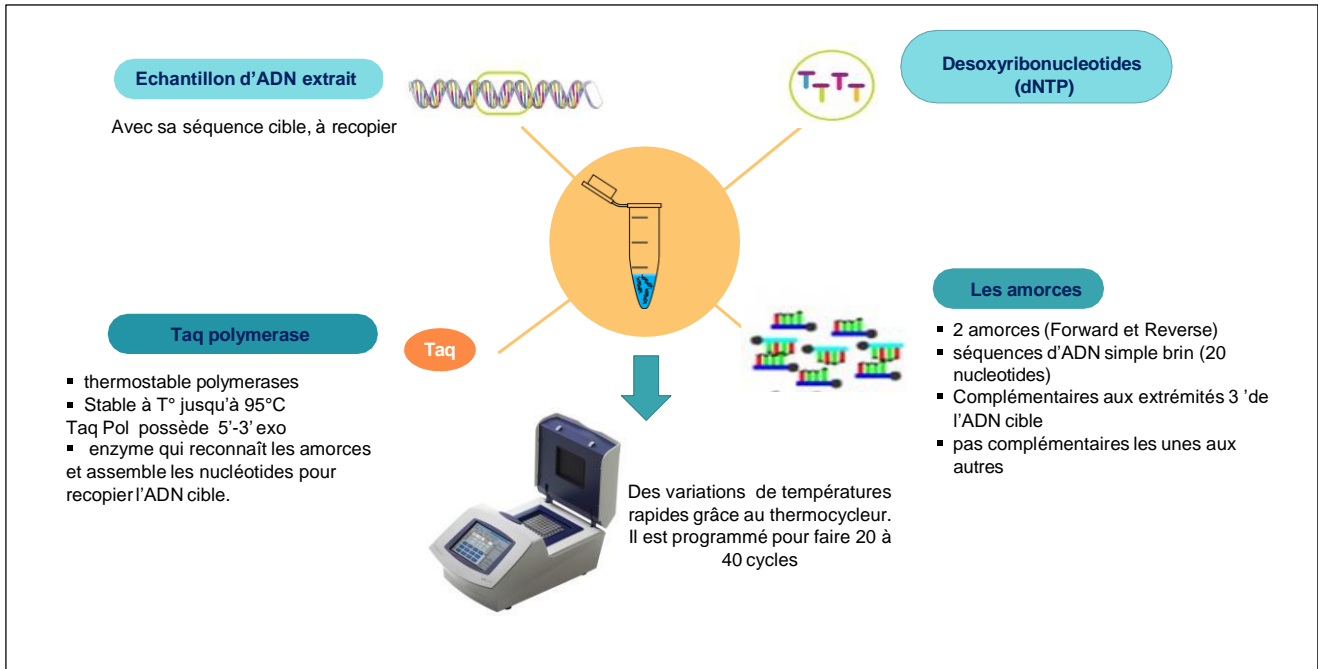 Echantillon d'ADN extrait
Avec sa séquence cible, à recopier
Desoxyribonucleotides
(dNTP)
Taq polymerase
Taq
▪ thermostable polymerases
▪ Stable à T° jusqu'à 95°C
Taq Pol possède 5'-3' exo
▪ enzyme qui reconnaît les amorces
et assemble les nucléotides pour
recopier l'ADN cible.
Les amorces
▪ 2 amorces (Forward et Reverse)
▪ séquences d'ADN simple brin (20
nucleotides)
▪ Complémentaires aux extrémités 3 'de
l'ADN cible
▪ pas complémentaires les unes aux
autres
Des variations de températures
rapides grâce au thermocycleur.
Il est programmé pour faire 20 à
40 cycles